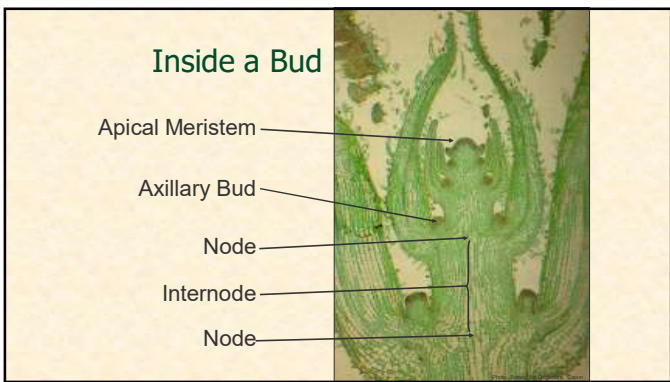 Inside a Bud
Apical Meristem
Axillary Bud
Node
Internode
Node